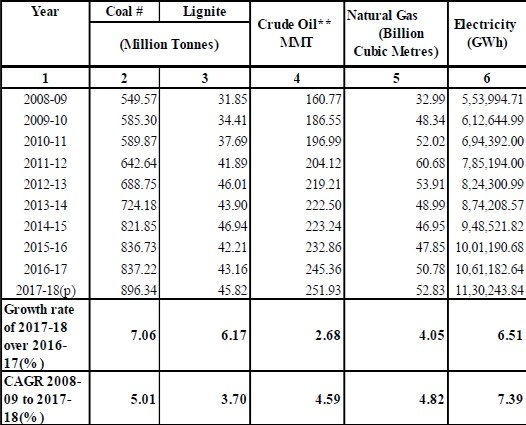 Year Coal # Lignite Crude Oil** MMT Natural Gas (Billion Cubic Metres) Electricity (GWh)
(Million Tonnes)
1 2 3 4 5 6
2008-09 549.57 31.85 160.77 32.99 5,53,994.71
2009-10 585.30 34.41 186.55 48.34 6,12,644.99
2010-11 589.87 37.69 196.99 52.02 6,94,392.00
2011-12 642.64 41.89 204.12 60.68 7,85,194.00
2012-13 688.75 46.01 219.21 53.91 8,24,300.99
2013-14 724.18 43.90 222.50 48.99 8,74,208.57
2014-15 821.85 46.94 223.24 46.95 9,48,521.82
2015-16 836.73 42.21 232.86 47.85 10,01,190.68
2016-17 837.22 43.16 245.36 50.78 10,61,182.64
2017-18(p) 896.34 45.82 251.93 52.83 11,30,243.84
Growth rate of 2017-18 over 2016-17(%) 7.06 6.17 2.68 4.05 6.51
CAGR 2008-09 to 2017-18(%) 5.01 3.70 4.59 4.82 7.39